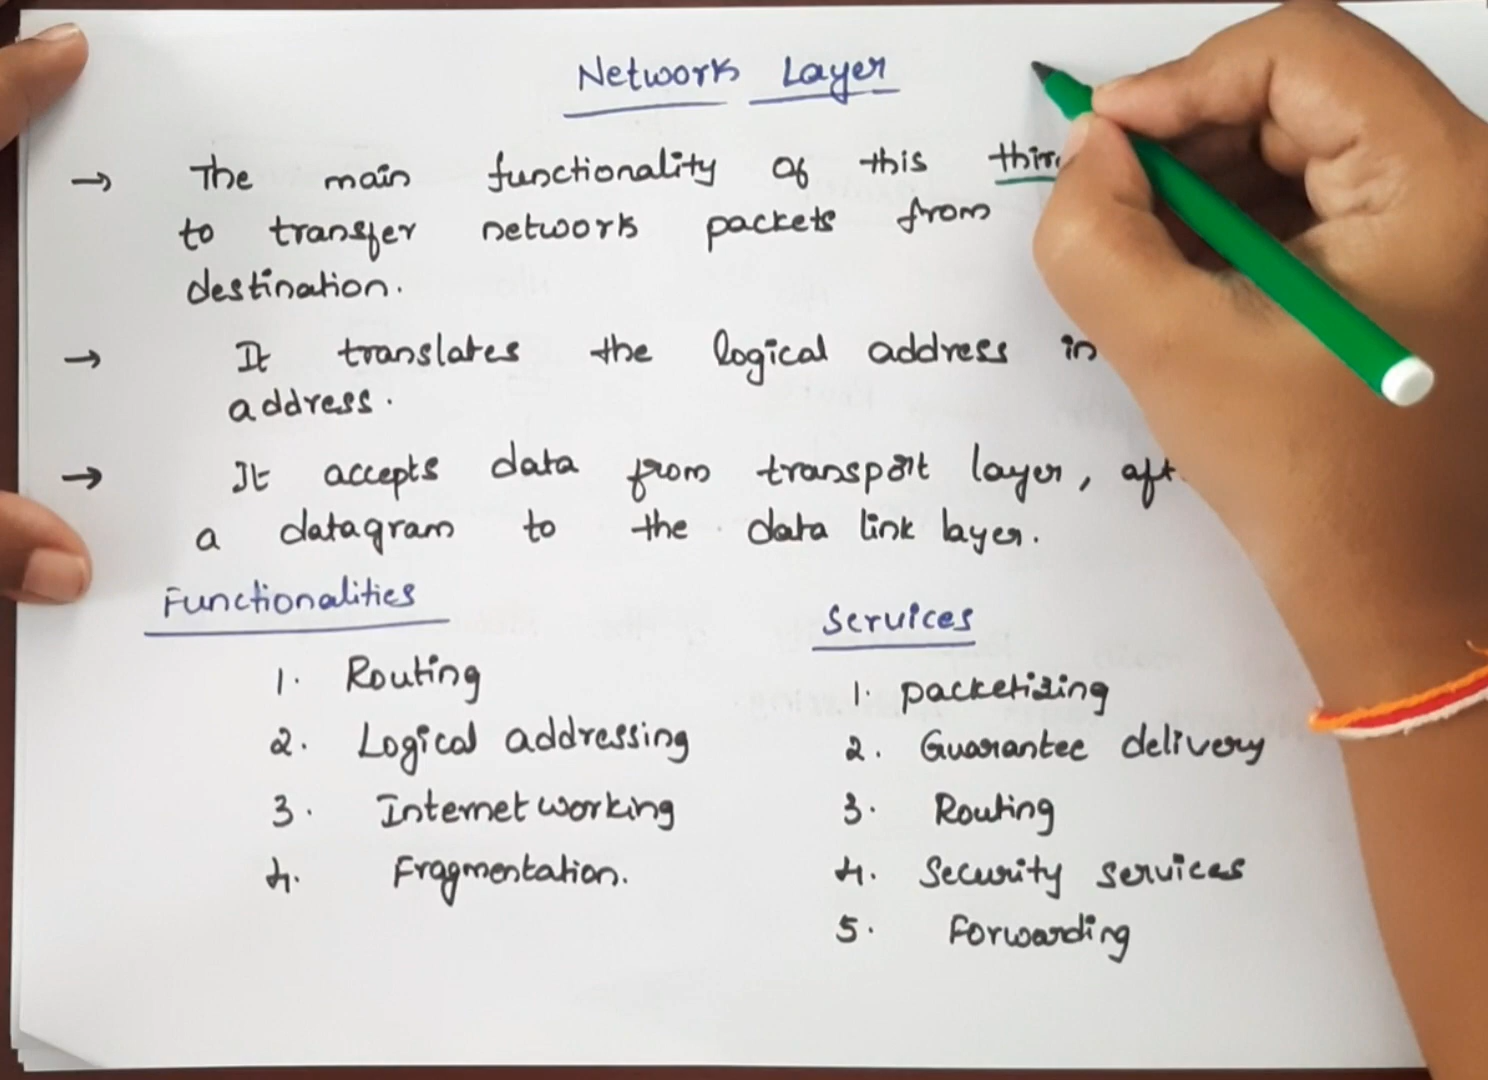 Network Layer
→ The main functionality of this
to transfer network packets from
destination.
→ It translates the logical address in
address.
→ It accepts data from transport layer,
a datagram to the data link layer.
Functionalities
1. Routing
2. Logical addressing
3. Internetworking
4. Fragmentation.
Services
1. packetizing
2. Guarantee delivery
3. Routing
4. Security services
5. Forwarding